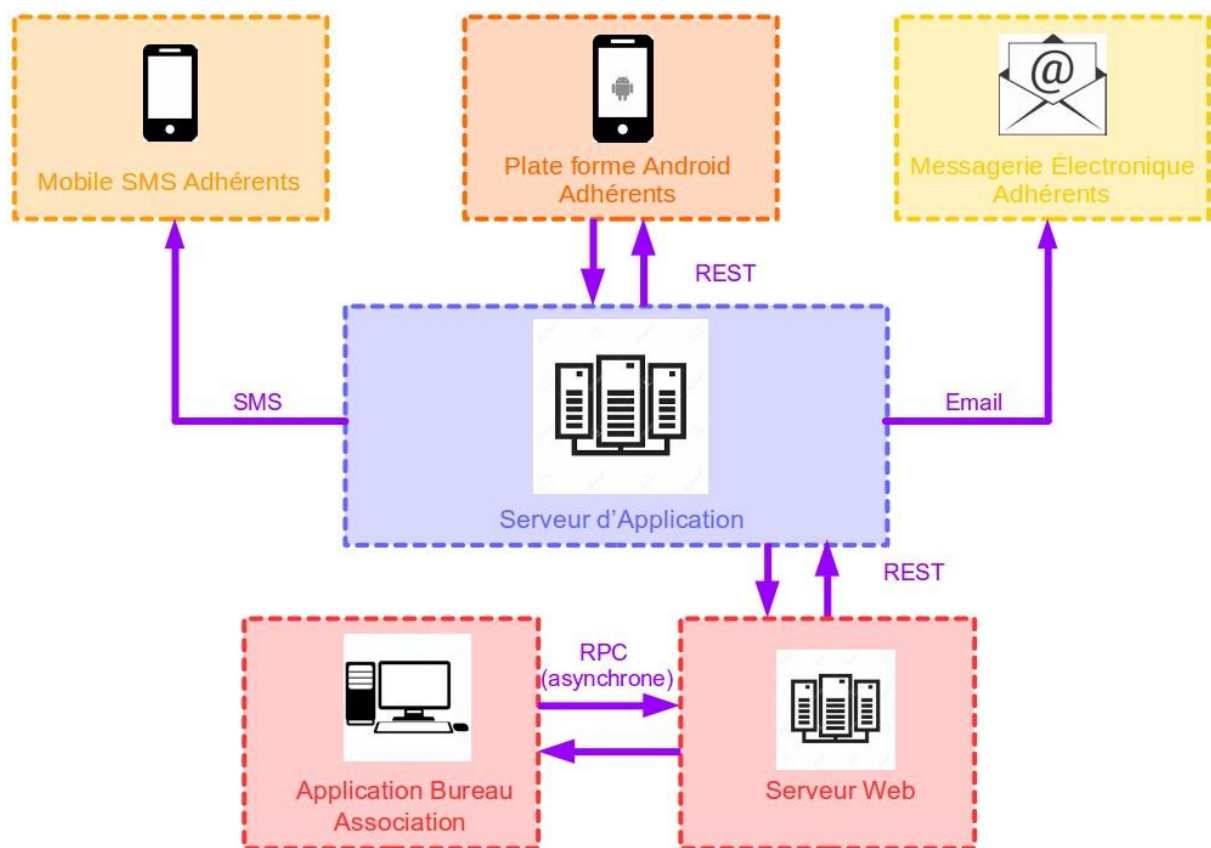 Mobile SMS Adhérents
Plate forme Android
Adhérents
@
Messagerie Électronique
Adhérents
REST
SMS
Email
Serveur d'Application
REST
RPC
(asynchrone)
Application Bureau
Association
Serveur Web